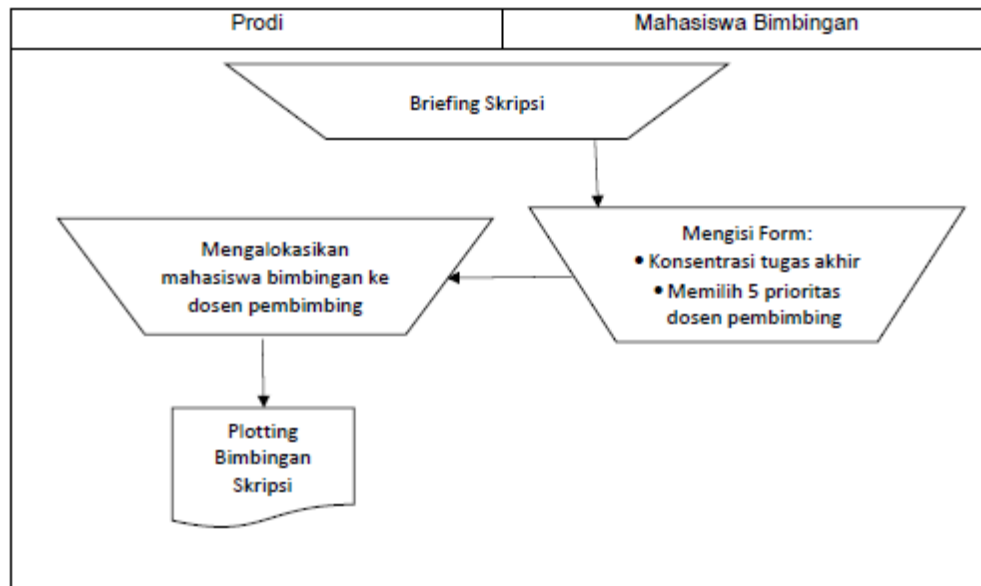 Prodi
Mahasiswa Bimbingan
Briefing Skripsi
Mengisi Form:
• Konsentrasi tugas akhir
• Memilih 5 prioritas
dosen pembimbing
Mengalokasikan
mahasiswa bimbingan ke
dosen pembimbing
Plotting
Bimbingan
Skripsi